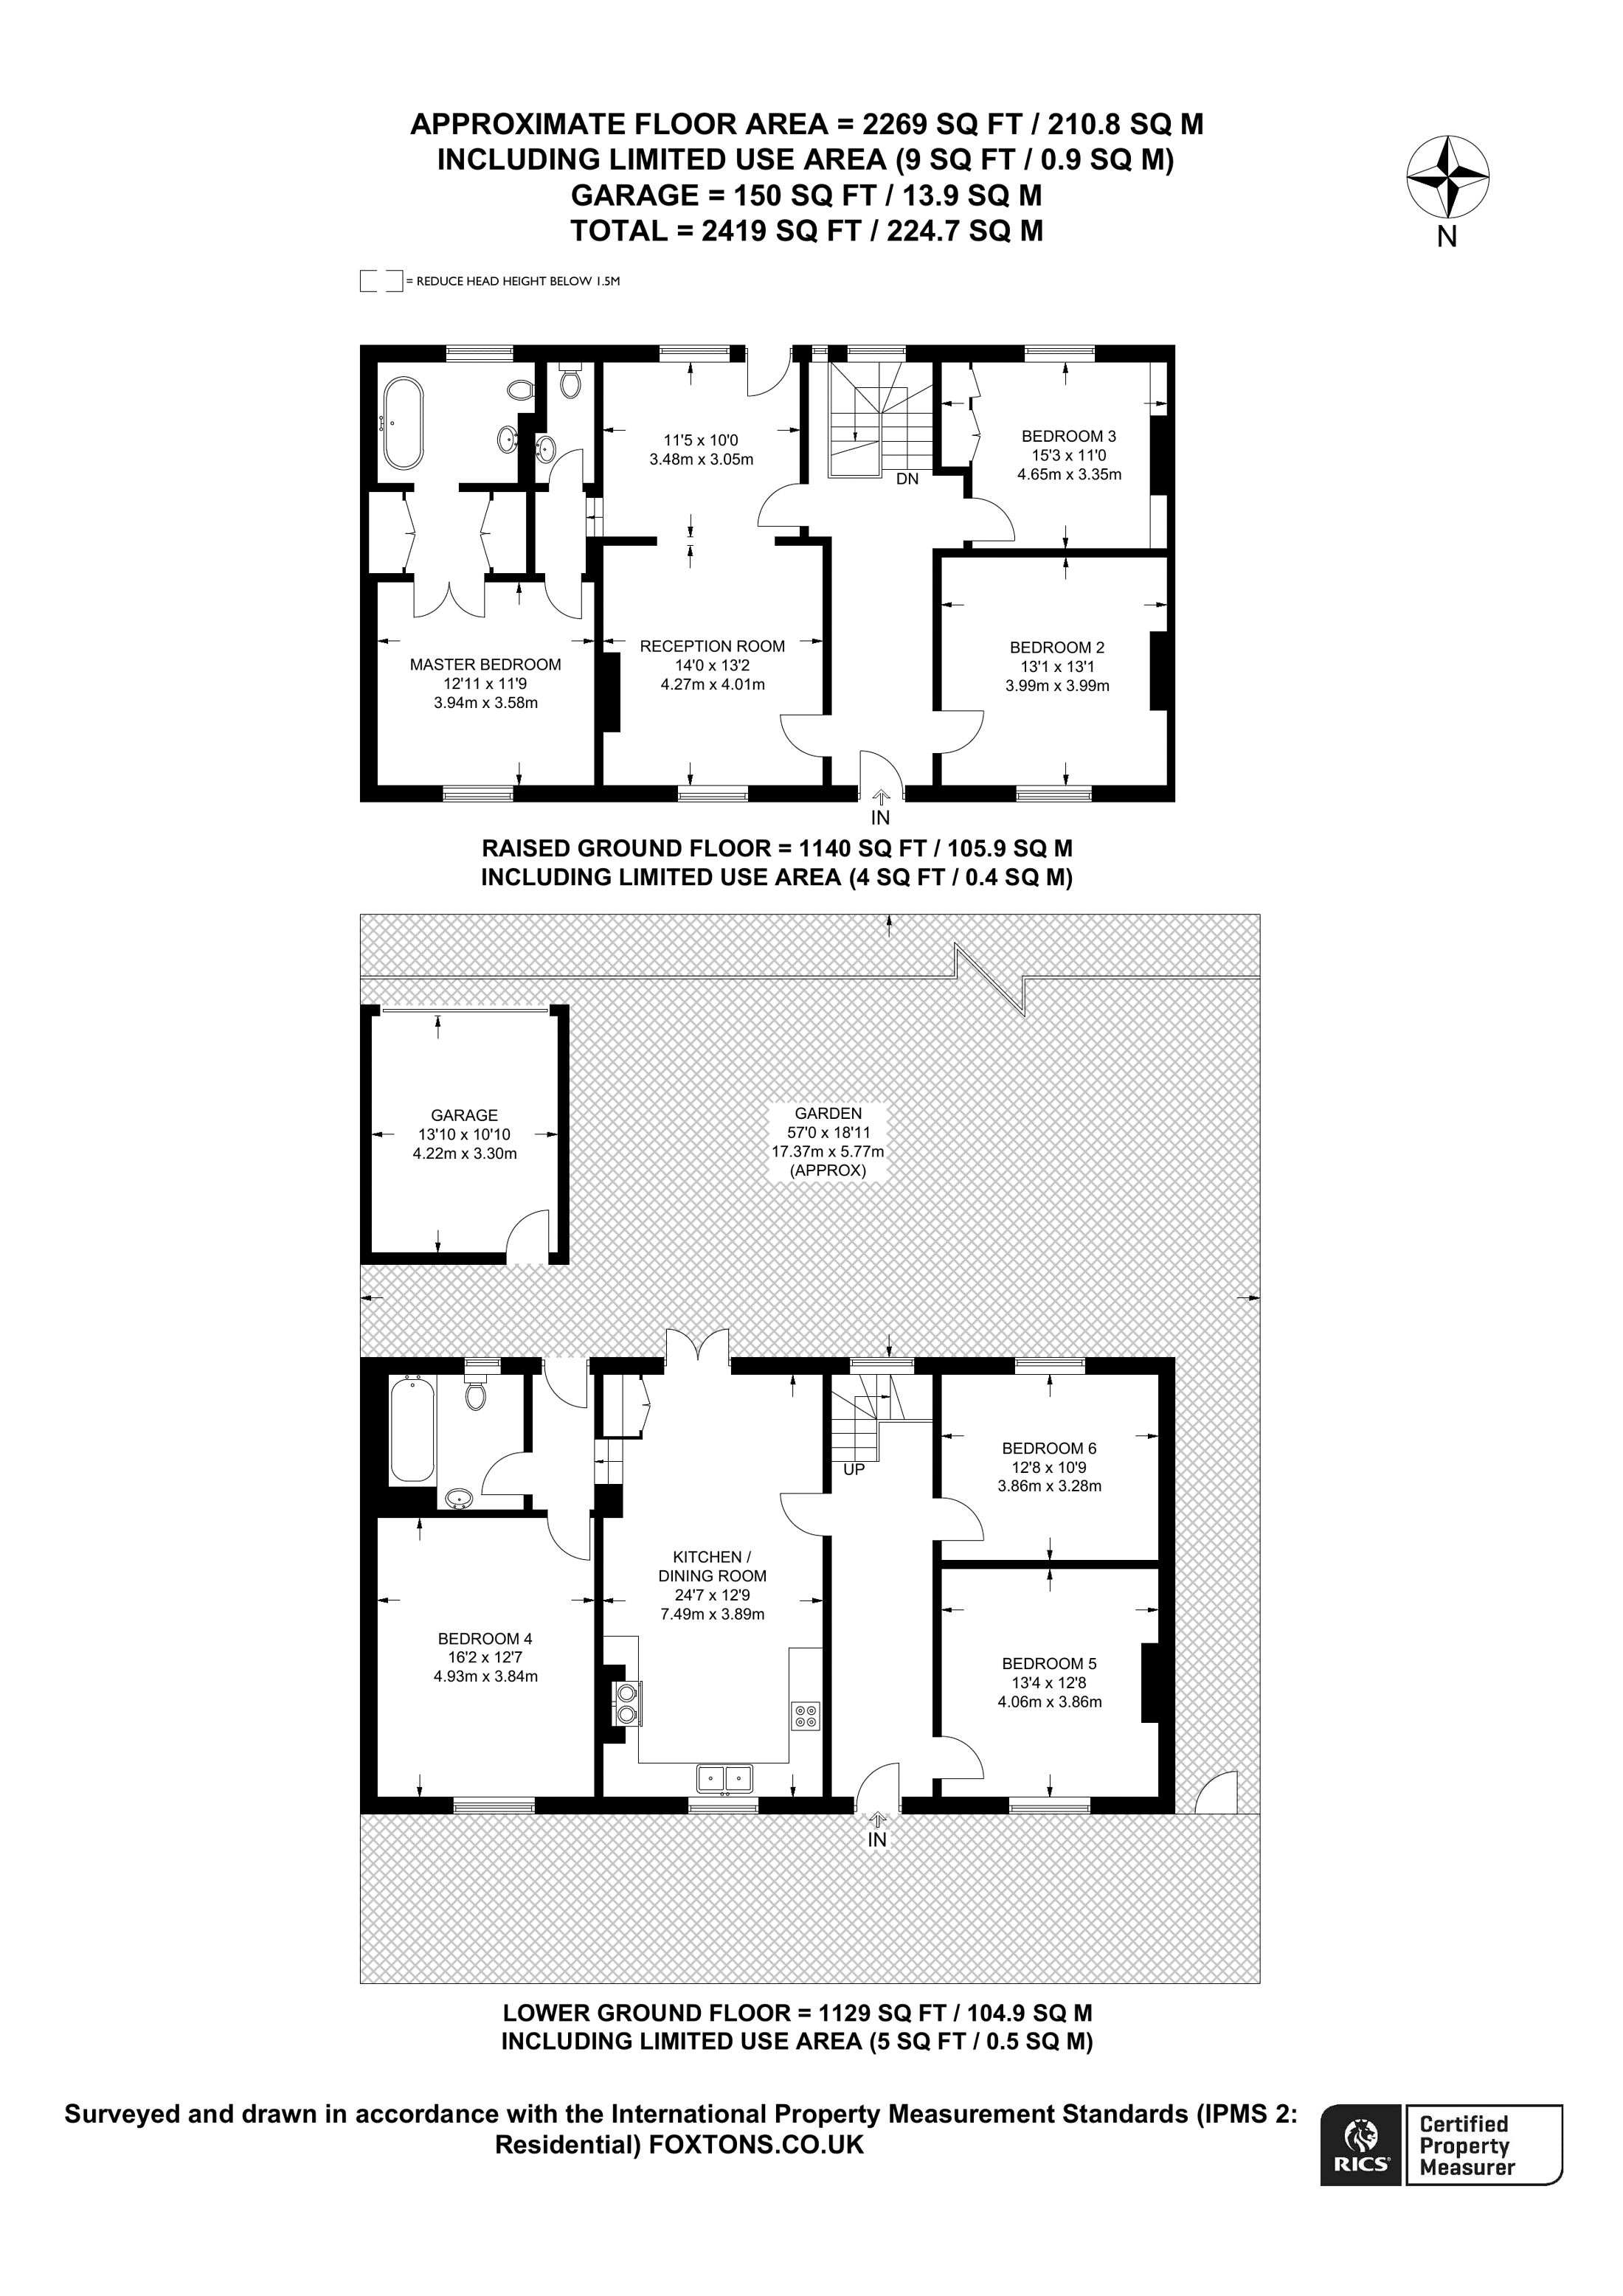 APPROXIMATE FLOOR AREA = 2269 SQ FT / 210.8 SQ M
INCLUDING LIMITED USE AREA (9 SQ FT / 0.9 SQ M)
GARAGE = 150 SQ FT / 13.9 SQ M
TOTAL = 2419 SQ FT / 224.7 SQ M
N
= REDUCE HEAD HEIGHT BELOW 1.5M
11'5 x 10'0
3.48m x 3.05m
DN
BEDROOM 3
15'3 x 11'0
4.65m x 3.35m
MASTER BEDROOM
12'11 x 11'9
3.94m x 3.58m
RECEPTION ROOM
14'0 x 13'2
4.27m x 4.01m
BEDROOM 2
13'1 x 13'1
3.99m x 3.99m
IN
RAISED GROUND FLOOR = 1140 SQ FT / 105.9 SQ M
INCLUDING LIMITED USE AREA (4 SQ FT / 0.4 SQ M)
GARAGE
13'10 x 10'10
4.22m x 3.30m
GARDEN
57'0 x 18'11
17.37m x 5.77m
(APPROX)
UP
BEDROOM 6
12'8 x 10'9
3.86m x 3.28m
KITCHEN /
DINING ROOM
24'7 x 12'9
7.49m x 3.89m
BEDROOM 4
16'2 x 12'7
4.93m x 3.84m
BEDROOM 5
13'4 x 12'8
4.06m x 3.86m
IN
LOWER GROUND FLOOR = 1129 SQ FT / 104.9 SQ M
INCLUDING LIMITED USE AREA (5 SQ FT / 0.5 SQ M)
Surveyed and drawn in accordance with the International Property Measurement Standards (IPMS 2:
Residential) FOXTONS.CO.UK
RICS
Certified
Property
Measurer